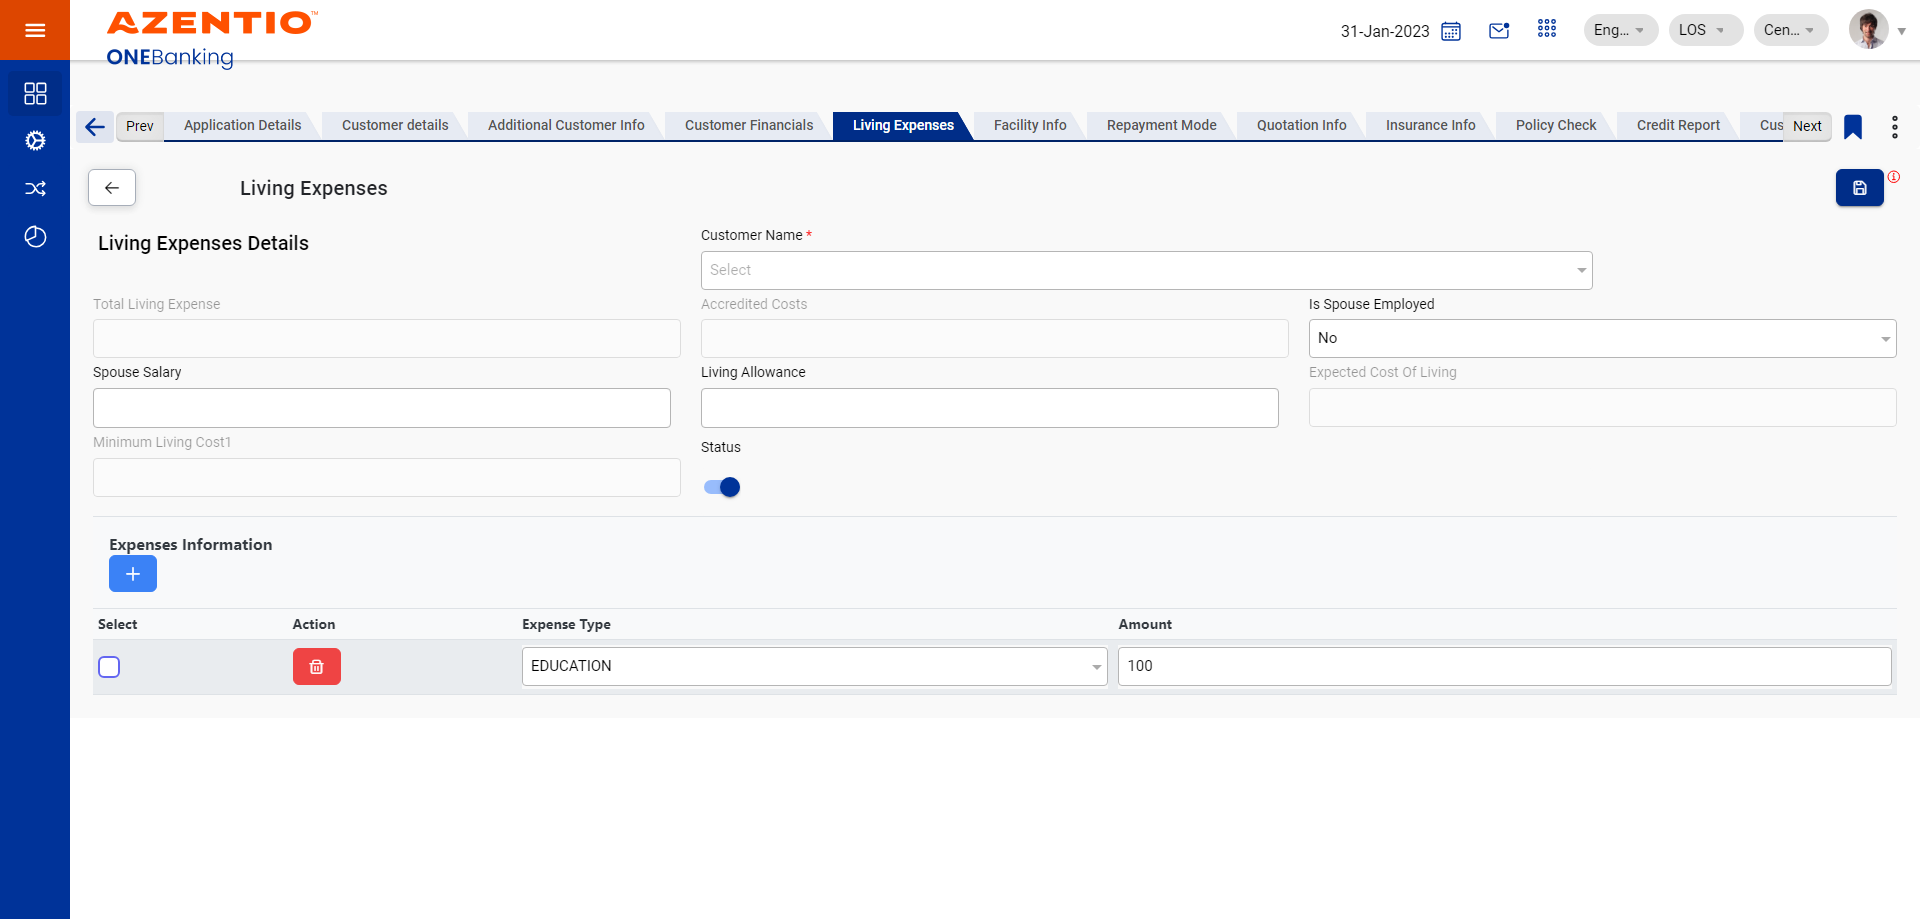 AZENTIO™
ONEBanking
31-Jan-2023
Eng...
LOS
Cen...
Prev
Application Details
Customer details
Additional Customer Info
Customer Financials
Living Expenses
Facility Info
Repayment Mode
Quotation Info
Insurance Info
Policy Check
Credit Report
Cus
Next
Living Expenses
Living Expenses Details
Customer Name *
Select
Total Living Expense
Accredited Costs
Is Spouse Employed
No
Spouse Salary
Living Allowance
Expected Cost Of Living
Minimum Living Cost1
Status
Expenses Information
Select Action Expense Type Amount
EDUCATION 100